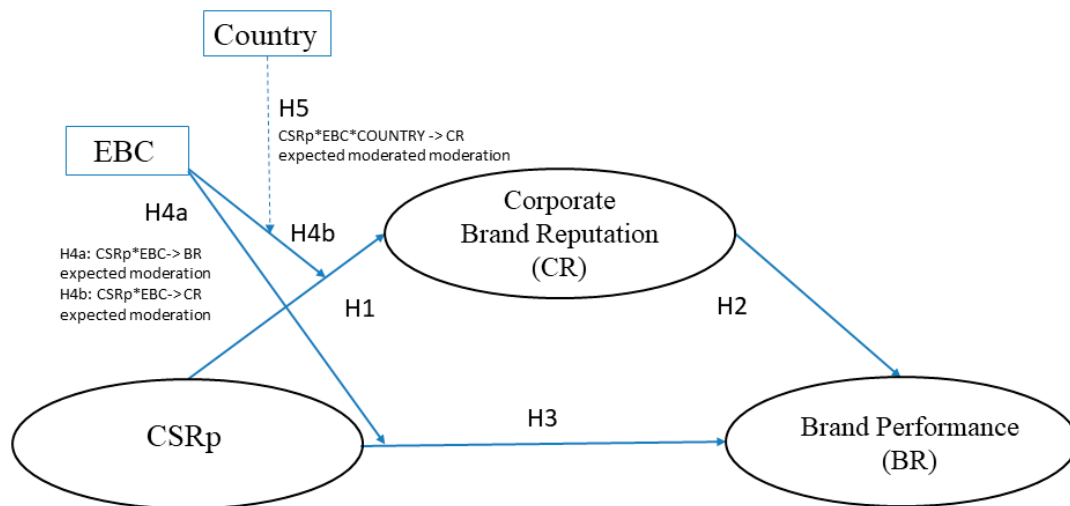 Country
H5
CSRp*EBC*COUNTRY -> CR
expected moderated moderation
EBC
H4a
H4b
Corporate
Brand Reputation
(CR)
H4a: CSRp*EBC-> BR
expected moderation
H4b: CSRp*EBC->CR
expected moderation
H1
H2
CSRp
H3
Brand Performance
(BR)